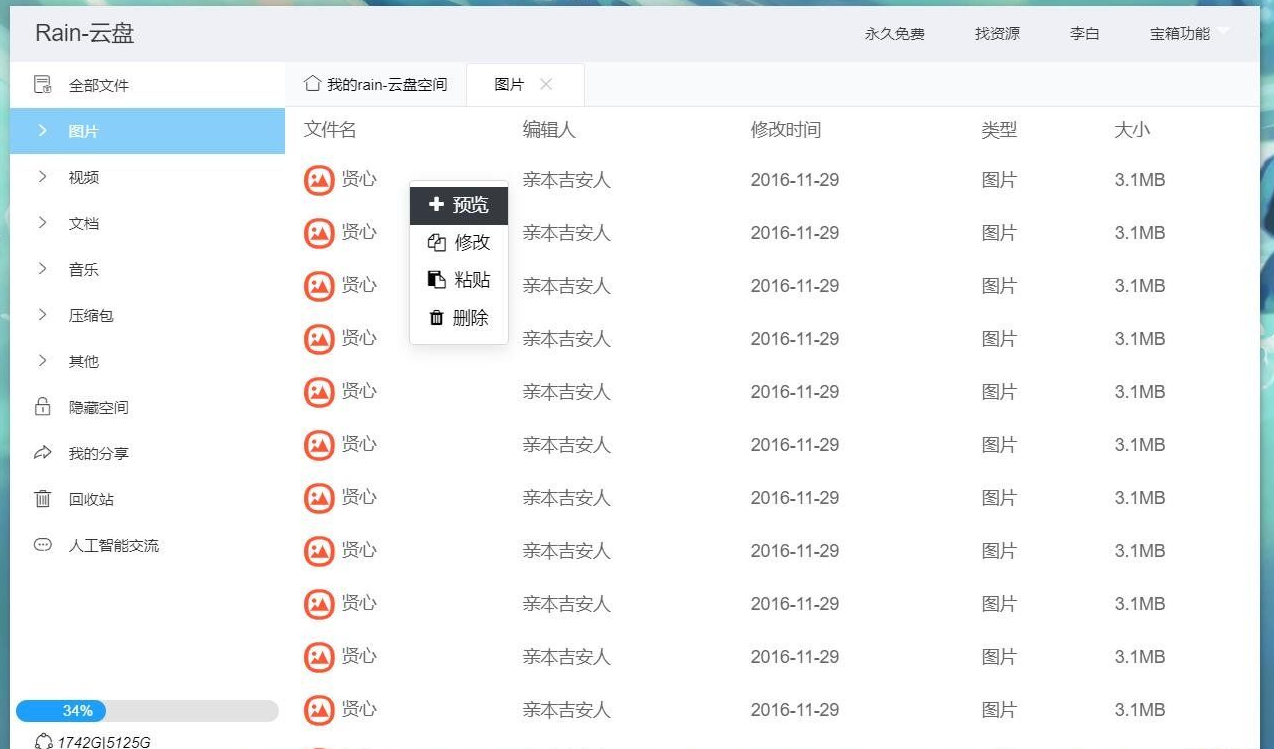 Rain-云盘 永久免费 找资源 李白 宝箱功能
全部文件
图片
视频
文档
音乐
压缩包
其他
隐藏空间
我的分享
回收站
人工智能交流
34%
1742G|5125G
我的rain-云盘空间 图片
文件名 编辑人 修改时间 类型 大小
贤心 亲本吉安人 2016-11-29 图片 3.1MB
贤心 亲本吉安人 2016-11-29 图片 3.1MB
贤心 亲本吉安人 2016-11-29 图片 3.1MB
贤心 亲本吉安人 2016-11-29 图片 3.1MB
贤心 亲本吉安人 2016-11-29 图片 3.1MB
贤心 亲本吉安人 2016-11-29 图片 3.1MB
贤心 亲本吉安人 2016-11-29 图片 3.1MB
贤心 亲本吉安人 2016-11-29 图片 3.1MB
贤心 亲本吉安人 2016-11-29 图片 3.1MB
贤心 亲本吉安人 2016-11-29 图片 3.1MB
贤心 亲本吉安人 2016-11-29 图片 3.1MB
预览
修改
粘贴
删除